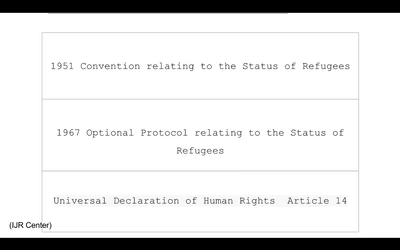 1951 Convention relating to the Status of Refugees
1967 Optional Protocol relating to the Status of
Refugees
Universal Declaration of Human Rights Article 14
(IJR Center)